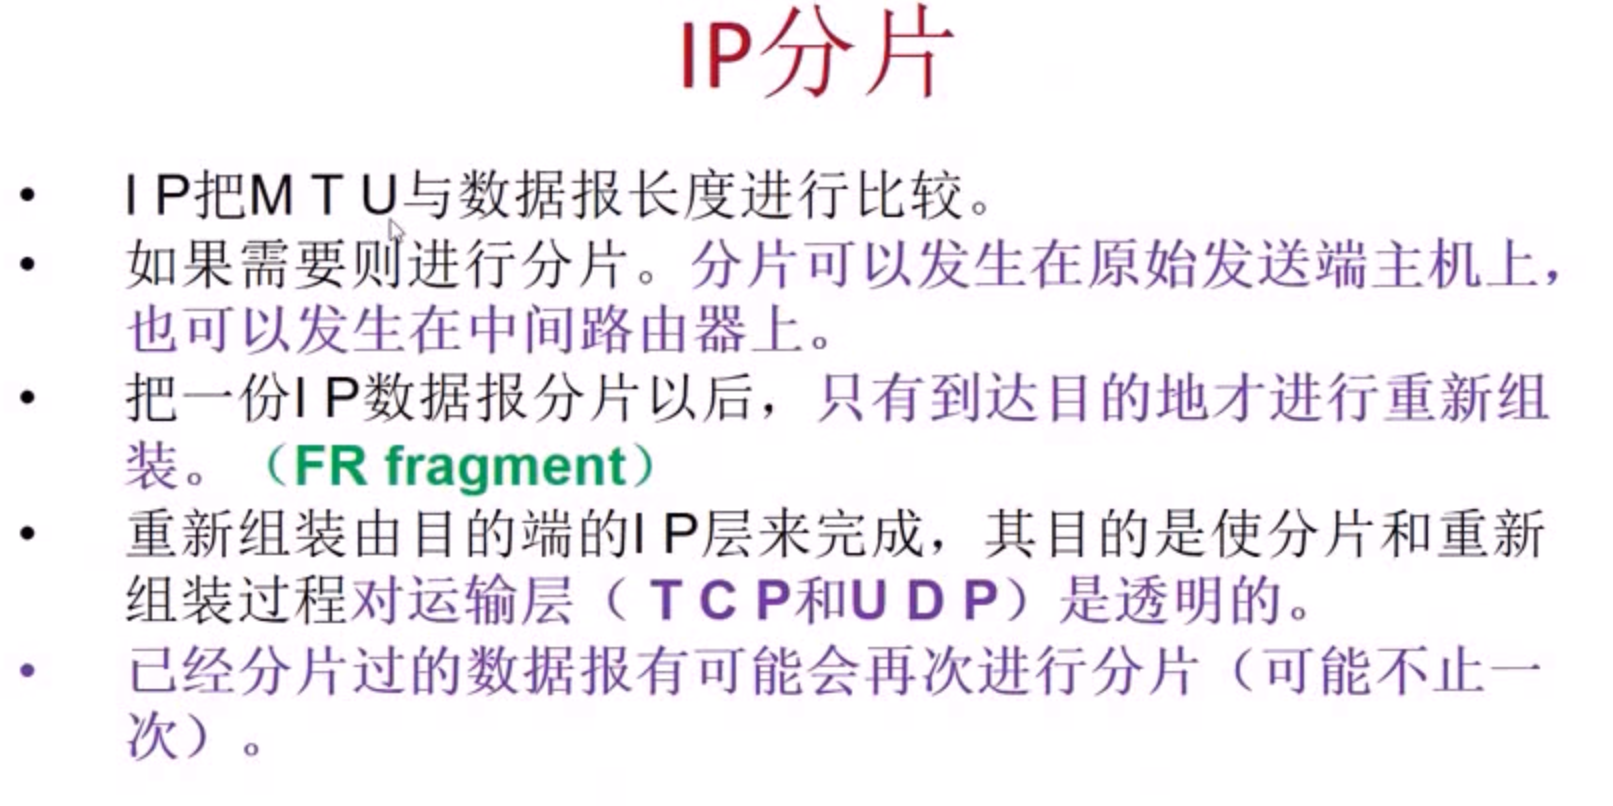 IP分片
• I P把M T U与数据报长度进行比较。
• 如果需要则进行分片。分片可以发生在原始发送端主机上，
也可以发生在中间路由器上。
• 把一份I P数据报分片以后，只有到达目的地才进行重新组
装。（FR fragment）
• 重新组装由目的端的I P层来完成，其目的是使分片和重新
组装过程对运输层（ T C P和U D P）是透明的。
• 已经分片过的数据报有可能会再次进行分片（可能不止一
次）。